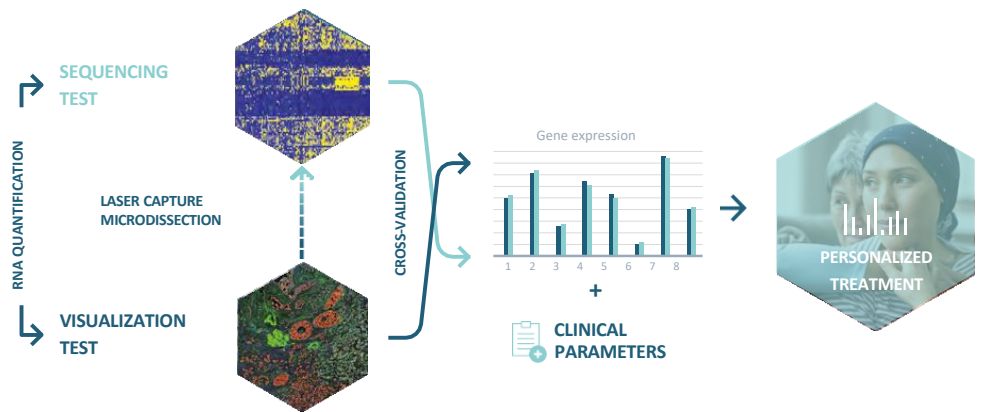 RNA QUANTIFICATION
SEQUENCING
TEST
LASER CAPTURE
MICRODISSECTION
VISUALIZATION
TEST
CROSS-VALIDATION
Gene expression
1 2 3 4 5 6 7 8
+
CLINICAL
PARAMETERS
PERSONALIZED
TREATMENT